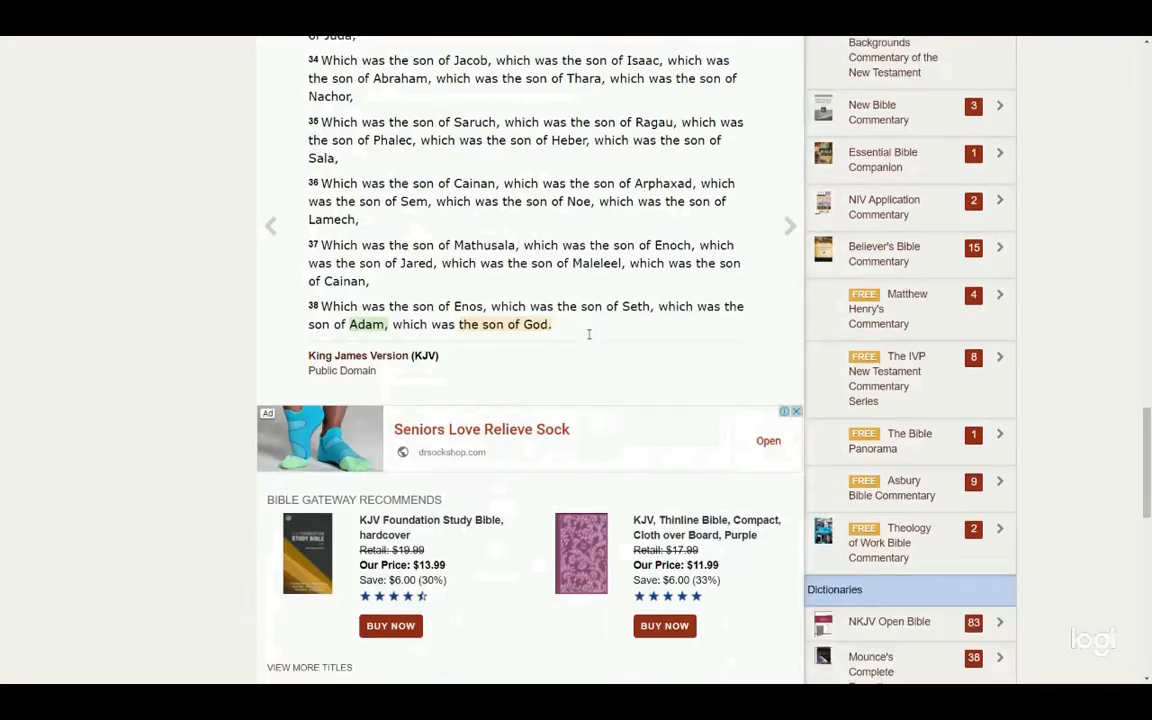 of Juda,
34 Which was the son of Jacob, which was the son of Isaac, which was
the son of Abraham, which was the son of Thara, which was the son of
Nachor,
35 Which was the son of Saruch, which was the son of Ragau, which was
the son of Phalec, which was the son of Heber, which was the son of
Sala,
36 Which was the son of Cainan, which was the son of Arphaxad, which
was the son of Sem, which was the son of Noe, which was the son of
Lamech,
37 Which was the son of Mathusala, which was the son of Enoch, which
was the son of Jared, which was the son of Maleleel, which was the son
of Cainan,
38 Which was the son of Enos, which was the son of Seth, which was the
son of Adam, which was the son of God.
King James Version (KJV)
Public Domain
Ad
Seniors Love Relieve Sock
drsockshop.com
Open
BIBLE GATEWAY RECOMMENDS
KJV Foundation Study Bible,
hardcover
Retail: $19.99
Our Price: $13.99
Save: $6.00 (30%)
BUY NOW
KJV, Thinline Bible, Compact,
Cloth over Board, Purple
Retail: $17.99
Our Price: $11.99
Save: $6.00 (33%)
BUY NOW
VIEW MORE TITLES
Backgrounds
Commentary of the
New Testament
New Bible
Commentary
3
Essential Bible
Companion
1
NIV Application
Commentary
2
Believer's Bible
Commentary
15
FREE Matthew
Henry's
Commentary
4
FREE The IVP
New Testament
Commentary
Series
8
FREE The Bible
Panorama
1
FREE Asbury
Bible Commentary
9
FREE Theology
of Work Bible
Commentary
2
Dictionaries
NKJV Open Bible
83
Mounce's
Complete
38
logi